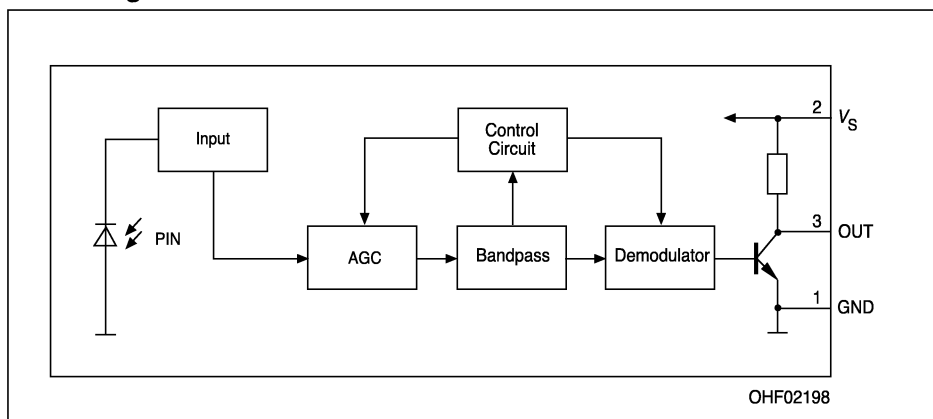 Input
Control
Circuit
2 VS
PIN
AGC
Bandpass
Demodulator
3 OUT
1 GND
OHF02198